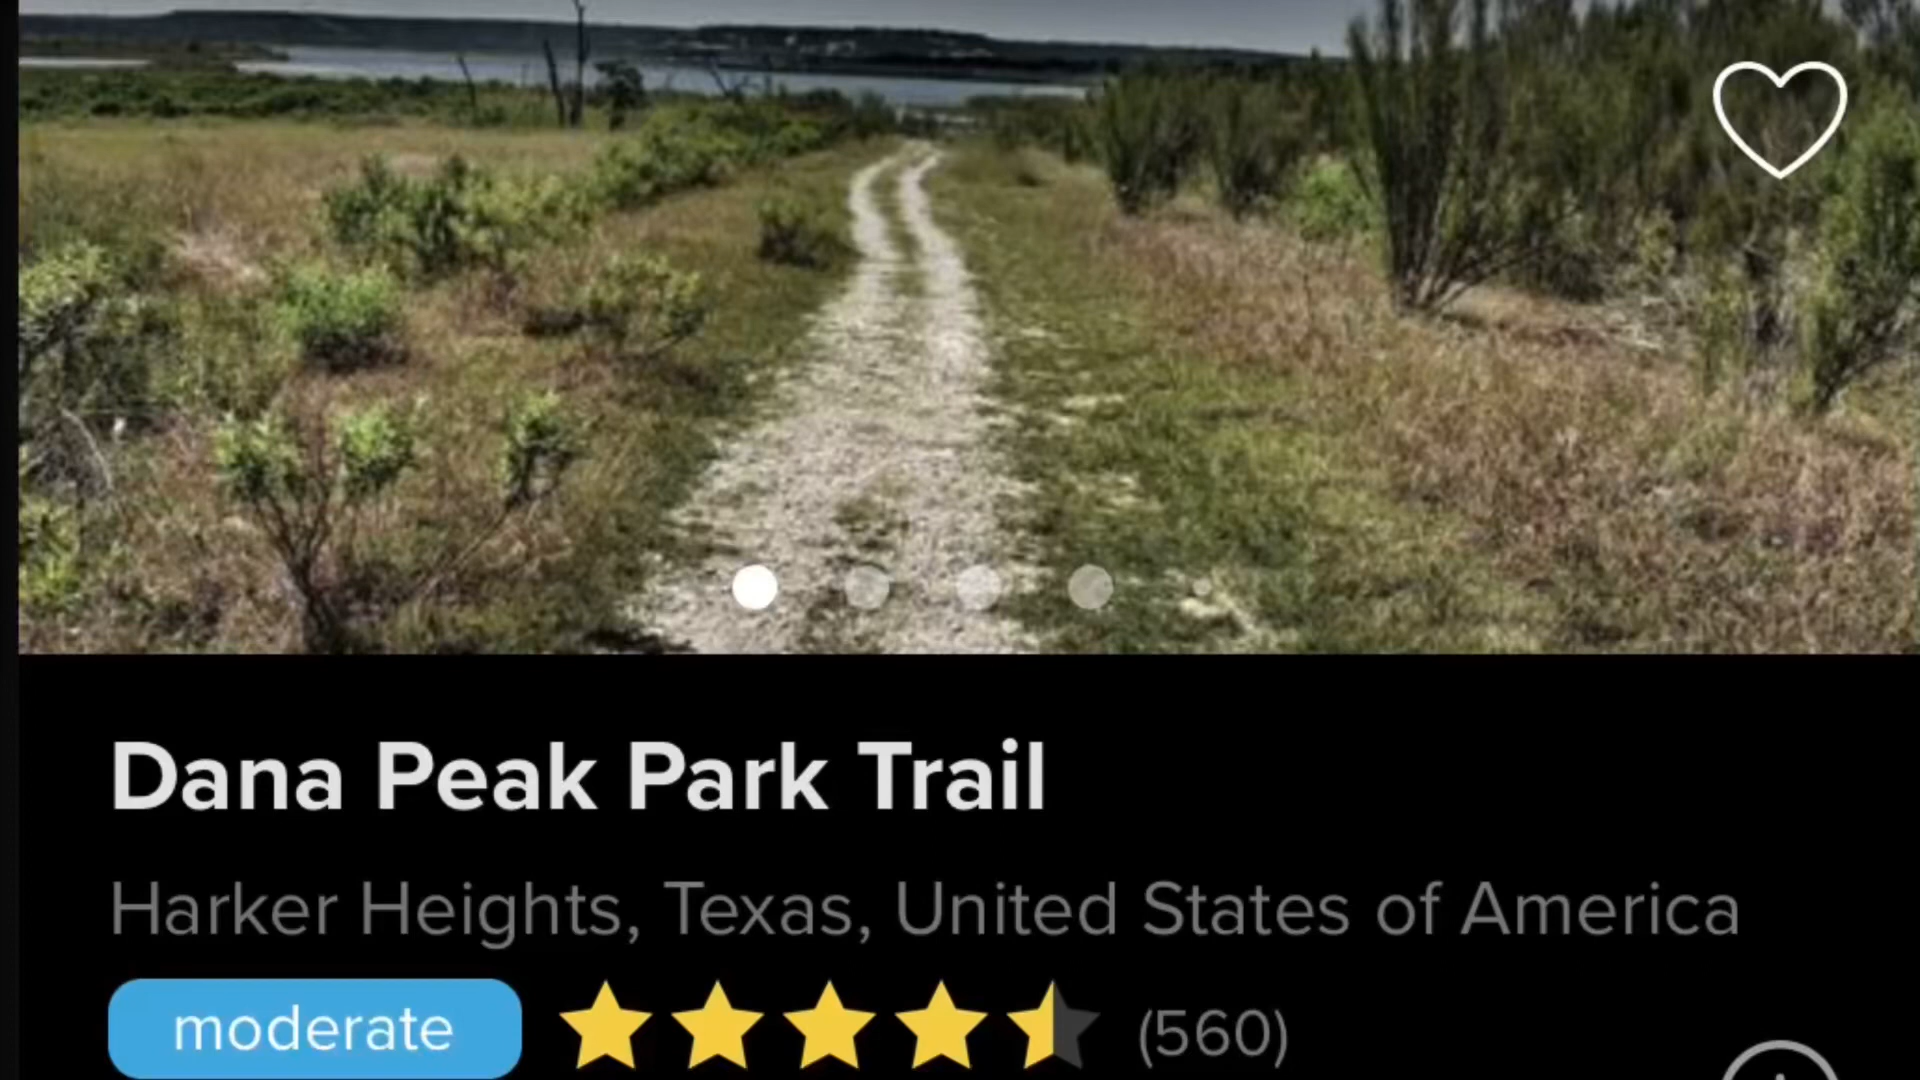 Dana Peak Park Trail
Harker Heights, Texas, United States of America
moderate (560)